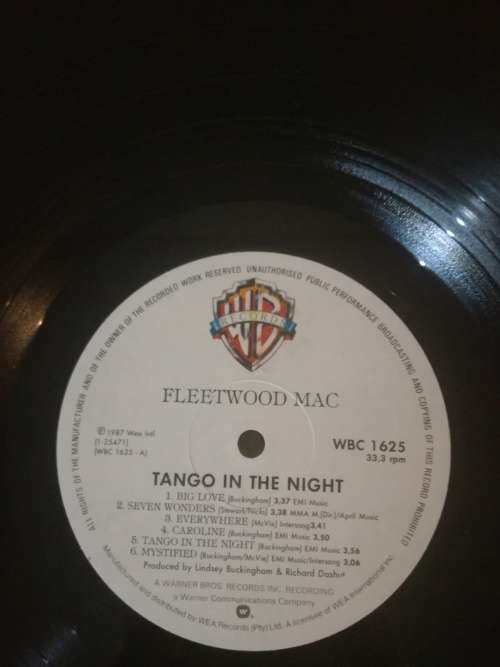 ALL RIGHTS OF THE MANUFACTURER AND OF THE OWNER OF THE RECORDED WORK RESERVED UNAUTHORISED PUBLIC PERFORMANCE BROADCASTING AND COPYING OF THIS RECORD PROHIBITED
WB
RECORDS
FLEETWOOD MAC
℗ 1987 Wea Intl.
(1-25471)
(WBC 1625 - A)
WBC 1625
33,3 rpm
TANGO IN THE NIGHT
1. BIG LOVE (Buckingham) 3,37 EMI Music
2. SEVEN WONDERS (Stewart/Nicks) 3,38 MMA M.(Div.)/April Music
3. EVERYWHERE (McVie) Intersong 3,41
4. CAROLINE (Buckingham) EMI Music 3,50
5. TANGO IN THE NIGHT (Buckingham) EMI Music 3,56
6. MYSTIFIED (Buckingham/McVie) EMI Music/Intersong 3,06
Produced by Lindsey Buckingham & Richard Dashut
A WARNER BROS. RECORDS INC. RECORDING
a Warner Communications Company
Manufactured and distributed by WEA Records (Pty) Ltd. A licensee of WEA International Inc.